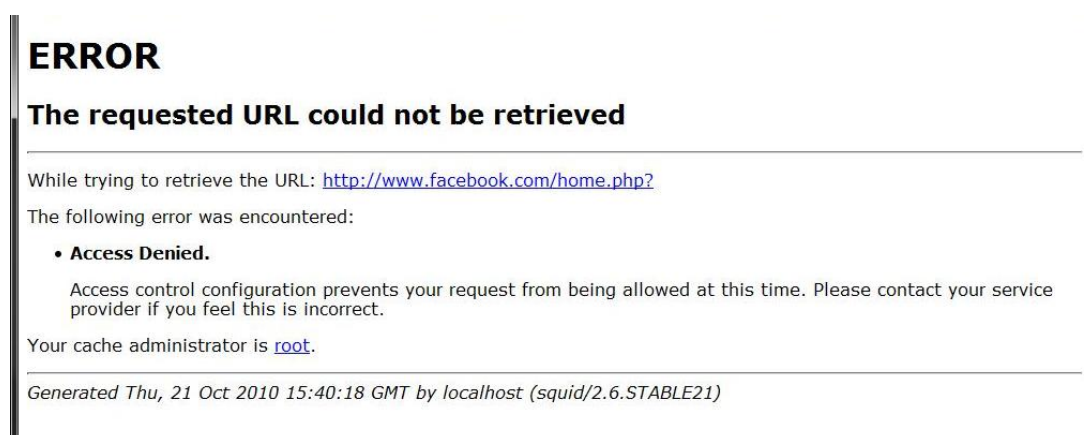 ERROR
The requested URL could not be retrieved
While trying to retrieve the URL: http://www.facebook.com/home.php?
The following error was encountered:
• Access Denied.
Access control configuration prevents your request from being allowed at this time. Please contact your service
provider if you feel this is incorrect.
Your cache administrator is root.
Generated Thu, 21 Oct 2010 15:40:18 GMT by localhost (squid/2.6.STABLE21)